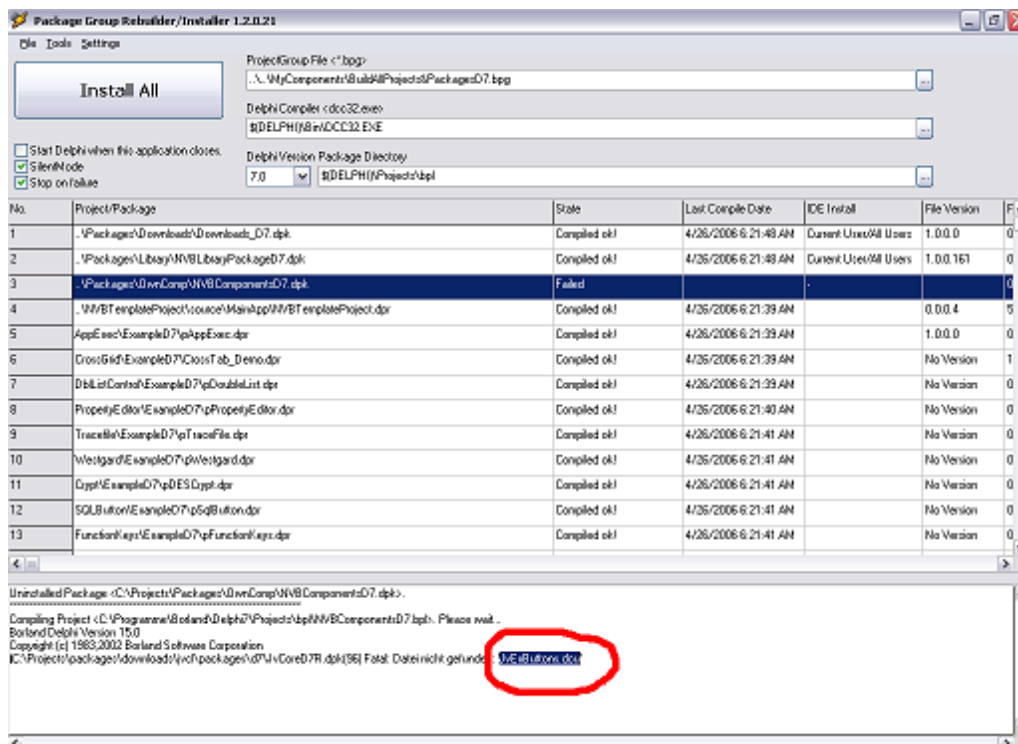 Package Group Rebuilder/Installer 1.2.0.21
File Tools Settings
Install All
ProjectGroup File <*.bpg>
..\..\MyComponents\BuildAllProjects\PackagesD7.bpg
...
Delphi Compiler <dcc32.exe>
$(DELPHI)\Bin\DCC32.EXE
...
Start Delphi when this application closes.
SilentMode
Stop on failure
Delphi Version Package Directory
7.0 $(DELPHI)\Projects\bpl
...
No. Project/Package State Last Compile Date IDE Install File Version F
1 ..\Packages\Downloads\Downloads_D7.dpk Compiled ok! 4/26/2006 6:21:48 AM Current User/All Users 1.0.0.0 0
2 ..\Packages\Library\NVBLibraryPackageD7.dpk Compiled ok! 4/26/2006 6:21:48 AM Current User/All Users 1.0.0.161 0
3 ..\Packages\OwnComp\NVBComponentsD7.dpk Failed - 0
4 ..\NVBTemplateProject\source\MainApp\NVBTemplateProject.dpr Compiled ok! 4/26/2006 6:21:39 AM 0.0.0.4 5
5 AppExec\ExampleD7\pAppExec.dpr Compiled ok! 4/26/2006 6:21:39 AM 1.0.0.0 0
6 CrossGrid\ExampleD7\CrossTab_Demo.dpr Compiled ok! 4/26/2006 6:21:39 AM No Version 1
7 DblListControl\ExampleD7\pDoubleList.dpr Compiled ok! 4/26/2006 6:21:39 AM No Version 0
8 PropertyEditor\ExampleD7\pPropertyEditor.dpr Compiled ok! 4/26/2006 6:21:40 AM No Version 0
9 Tracefile\ExampleD7\pTraceFile.dpr Compiled ok! 4/26/2006 6:21:41 AM No Version 0
10 Westgard\ExampleD7\pWestgard.dpr Compiled ok! 4/26/2006 6:21:41 AM No Version 0
11 Crypt\ExampleD7\pDESCrypt.dpr Compiled ok! 4/26/2006 6:21:41 AM No Version 0
12 SQLButton\ExampleD7\pSqlButton.dpr Compiled ok! 4/26/2006 6:21:41 AM No Version 0
13 FunctionKeys\ExampleD7\pFunctionKeys.dpr Compiled ok! 4/26/2006 6:21:41 AM No Version 0
Uninstalled Package <C:\Projects\Packages\OwnComp\NVBComponentsD7.dpk>.
Compiling Project <C:\Programme\Borland\Delphi7\Projects\bpl\NVBComponentsD7.bpl>. Please wait...
Borland Delphi Version 15.0
Copyright (c) 1983,2002 Borland Software Corporation
C:\Projects\packages\downloads\jvcl\packages\d7\JvCoreD7R.dpk(96) Fatal: Datei nicht gefunden: 'JvExButtons.dcu'